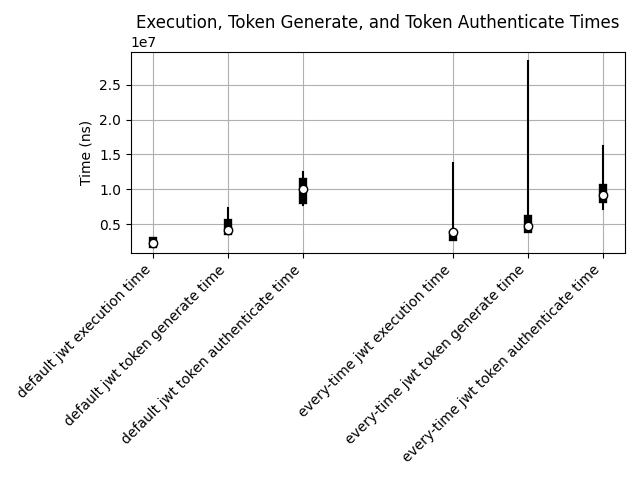 Execution, Token Generate, and Token Authenticate Times
1e7
2.5
2.0
1.5
1.0
0.5
Time (ns)
default jwt execution time
default jwt token generate time
default jwt token authenticate time
every-time jwt execution time
every-time jwt token generate time
every-time jwt token authenticate time